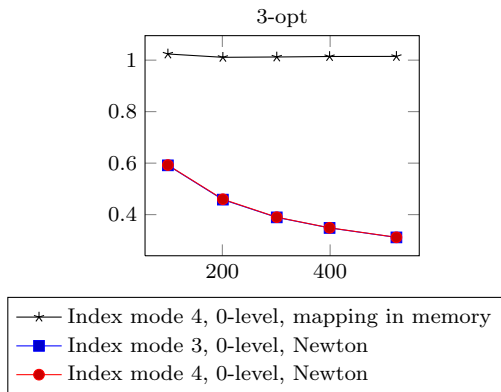 3-opt
1
0.8
0.6
0.4
200 400
Index mode 4, 0-level, mapping in memory
Index mode 3, 0-level, Newton
Index mode 4, 0-level, Newton